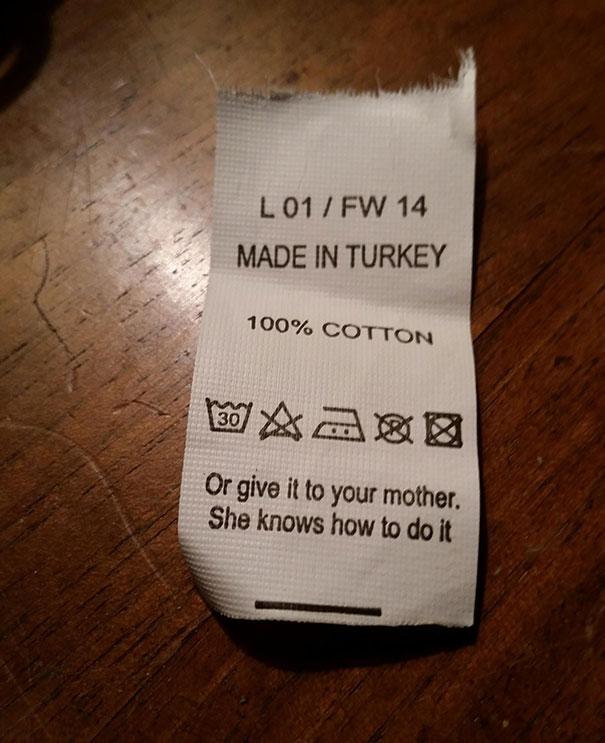 L 01 / FW 14
MADE IN TURKEY
100% COTTON
30 P
Or give it to your mother.
She knows how to do it